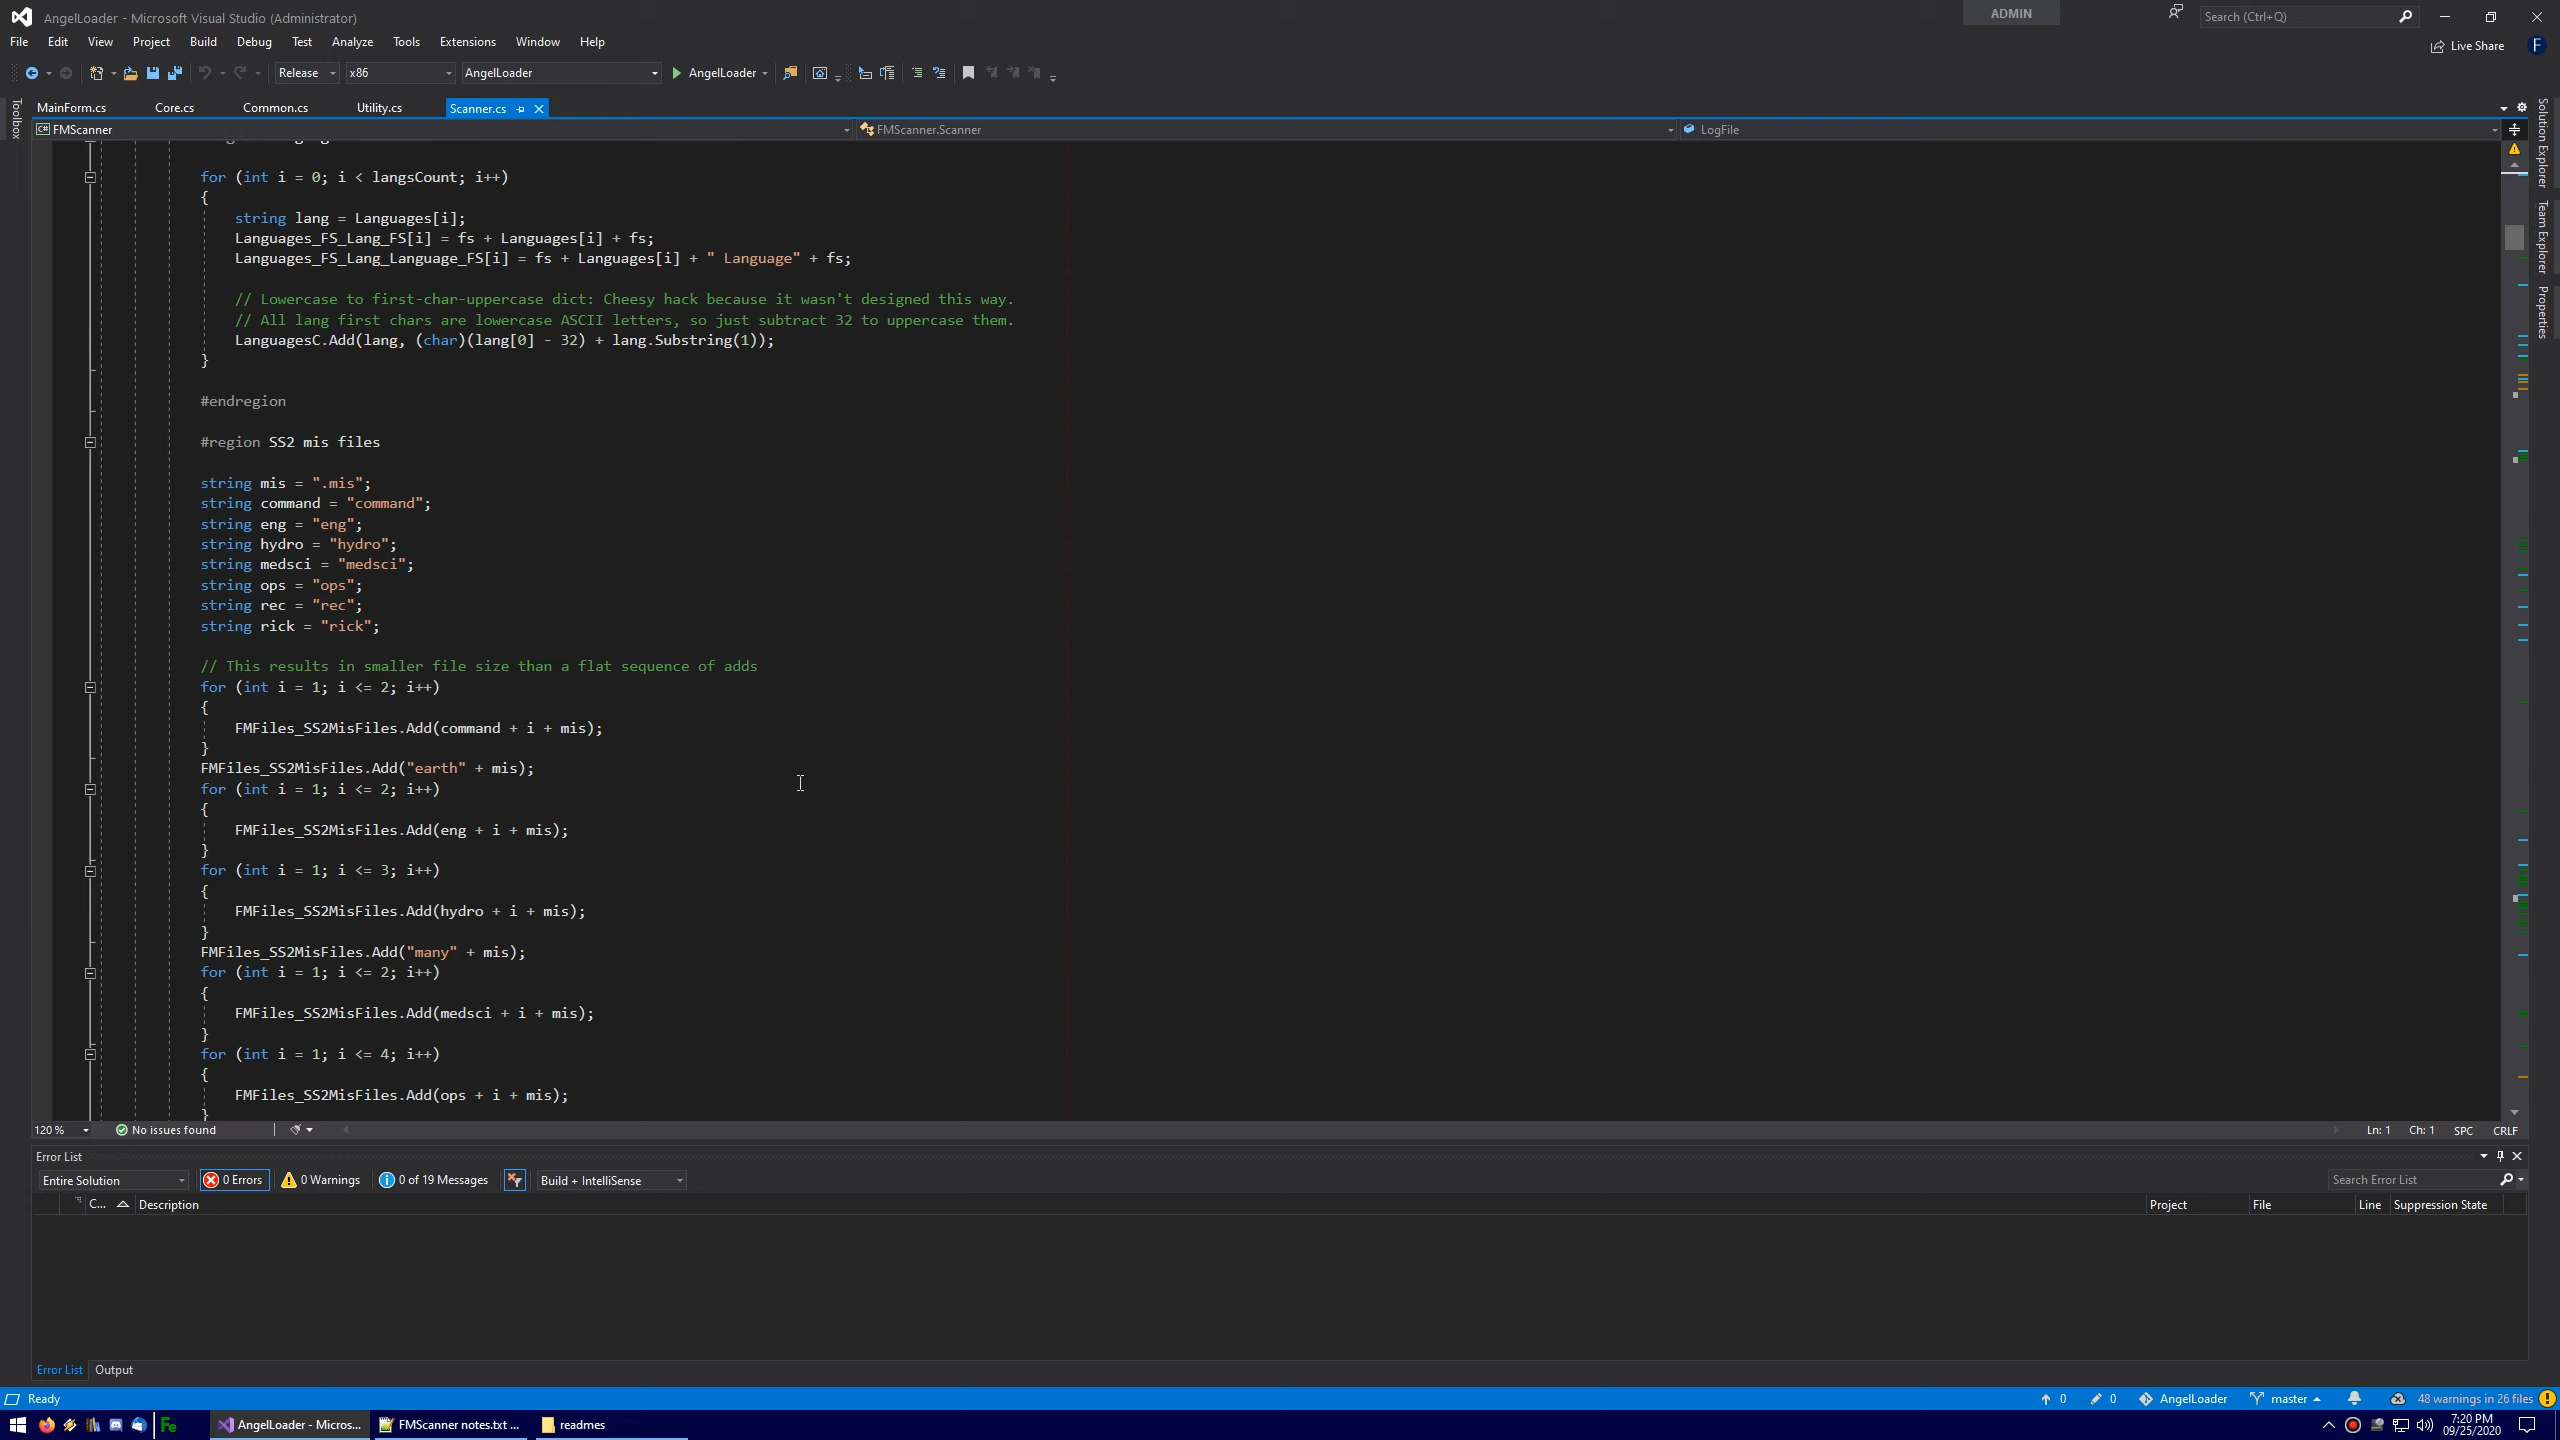 AngelLoader - Microsoft Visual Studio (Administrator)
ADMIN
Search (Ctrl+Q)
File Edit View Project Build Debug Test Analyze Tools Extensions Window Help
Live Share
F
Release x86 AngelLoader AngelLoader
MainForm.cs Core.cs Common.cs Utility.cs Scanner.cs
C# FMScanner FMScanner.Scanner LogFile
Toolbox
Solution Explorer
Team Explorer
Properties
for (int i = 0; i < langsCount; i++)
{
string lang = Languages[i];
Languages_FS_Lang_FS[i] = fs + Languages[i] + fs;
Languages_FS_Lang_Language_FS[i] = fs + Languages[i] + " Language" + fs;
// Lowercase to first-char-uppercase dict: Cheesy hack because it wasn't designed this way.
// All lang first chars are lowercase ASCII letters, so just subtract 32 to uppercase them.
LanguagesC.Add(lang, (char)(lang[0] - 32) + lang.Substring(1));
}
#endregion
#region SS2 mis files
string mis = ".mis";
string command = "command";
string eng = "eng";
string hydro = "hydro";
string medsci = "medsci";
string ops = "ops";
string rec = "rec";
string rick = "rick";
// This results in smaller file size than a flat sequence of adds
for (int i = 1; i <= 2; i++)
{
FMFiles_SS2MisFiles.Add(command + i + mis);
}
FMFiles_SS2MisFiles.Add("earth" + mis);
for (int i = 1; i <= 2; i++)
{
FMFiles_SS2MisFiles.Add(eng + i + mis);
}
for (int i = 1; i <= 3; i++)
{
FMFiles_SS2MisFiles.Add(hydro + i + mis);
}
FMFiles_SS2MisFiles.Add("many" + mis);
for (int i = 1; i <= 2; i++)
{
FMFiles_SS2MisFiles.Add(medsci + i + mis);
}
for (int i = 1; i <= 4; i++)
{
FMFiles_SS2MisFiles.Add(ops + i + mis);
}
120 % No issues found Ln: 1 Ch: 1 SPC CRLF
Error List
Entire Solution 0 Errors 0 Warnings 0 of 19 Messages Build + IntelliSense Search Error List
C... Description Project File Line Suppression State
Error List Output
Ready 0 0 AngelLoader master 48 warnings in 26 files
Fe AngelLoader - Micros... FMScanner notes.txt ... readmes 7:20 PM
09/25/2020